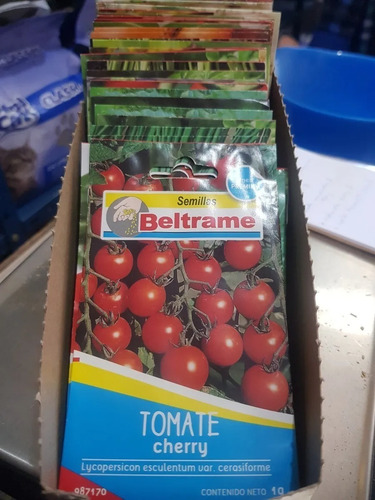 Semillas
Beltrame
TOMATE
cherry
Lycopersicon esculentum var. cerasiforme
987170
CONTENIDO NETO 1g